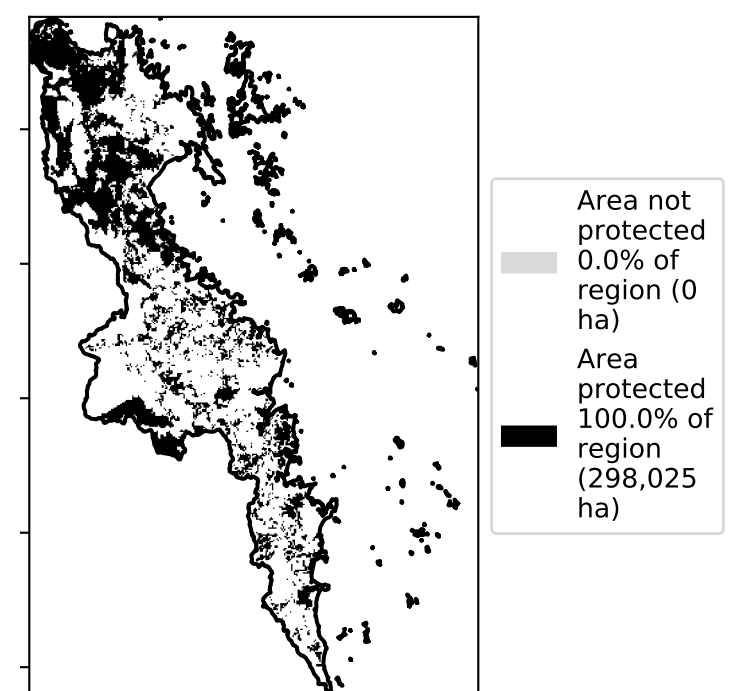 Area not
protected
0.0% of
region (0
ha)
Area
protected
100.0% of
region
(298,025
ha)